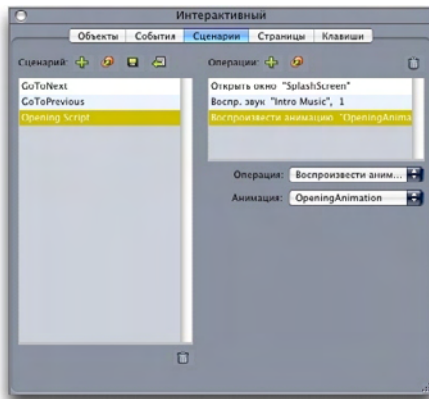 Интерактивный
Объекты События Сценарии Страницы Клавиши
Сценарий:
GoToNext
GoToPrevious
Opening Script
Операции:
Открыть окно "SplashScreen"
Воспр. звук "Intro Music", 1
Воспроизвести анимацию "OpeningAnima
Операция: Воспроизвести аним...
Анимация: OpeningAnimation